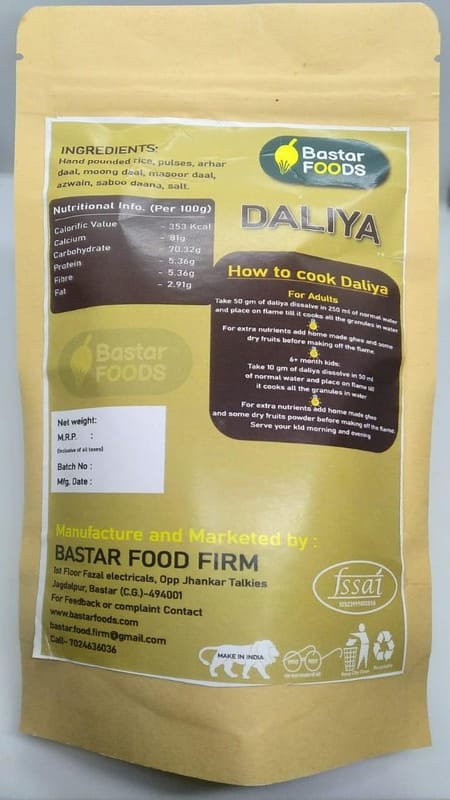 INGREDIENTS:
Hand pounded rice, pulses, arhar
daal, moong daal, masoor daal,
azwain, saboo daana, salt.
Bastar
FOODS
DALIYA
Nutritional Info. (Per 100g)
Calorific Value - 353 Kcal
Calcium - 81g
Carbohydrate - 70.32g
Protein - 5.36g
Fibre - 5.36g
Fat - 2.91g
How to cook Daliya
For Adults
Take 50 gm of daliya dissolve in 250 ml of normal water
and place on flame till it cooks all the granules in water
For extra nutrients add home made ghee and some
dry fruits before making off the flame.
6+ month kids:
Take 10 gm of daliya dissolve in 50 ml
of normal water and place on flame till
it cooks all the granules in water
For extra nutrients add home made ghee
and some dry fruits powder before making off the flame.
Serve your kid morning and evening
Bastar
FOODS
Net weight:
M.R.P. :
(Inclusive of all taxes)
Batch No :
Mfg. Date :
Manufacture and Marketed by :
BASTAR FOOD FIRM
1st Floor Fazal electricals, Opp Jhankar Talkies
Jagdalpur, Bastar (C.G.)-494001
For Feedback or complaint Contact
www.bastarfoods.com
bastar.food.firm@gmail.com
Call- 7024636036
fssai
MAKE IN INDIA
Keep City Clean
Recyclable